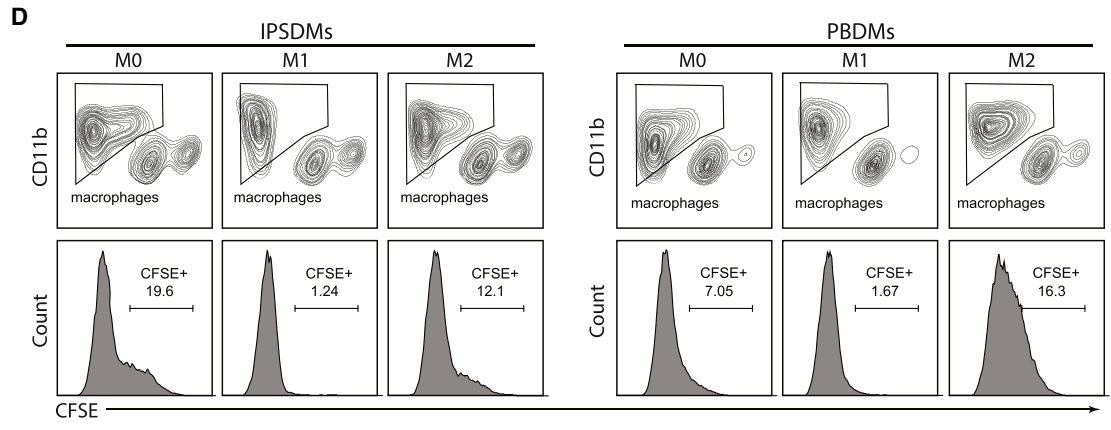 D
IPSDMs
PBDMs
M0
M1
M2
M0
M1
M2
CD11b
macrophages
macrophages
macrophages
CD11b
macrophages
macrophages
macrophages
Count
CFSE+
19.6
CFSE+
1.24
CFSE+
12.1
Count
CFSE+
7.05
CFSE+
1.67
CFSE+
16.3
CFSE